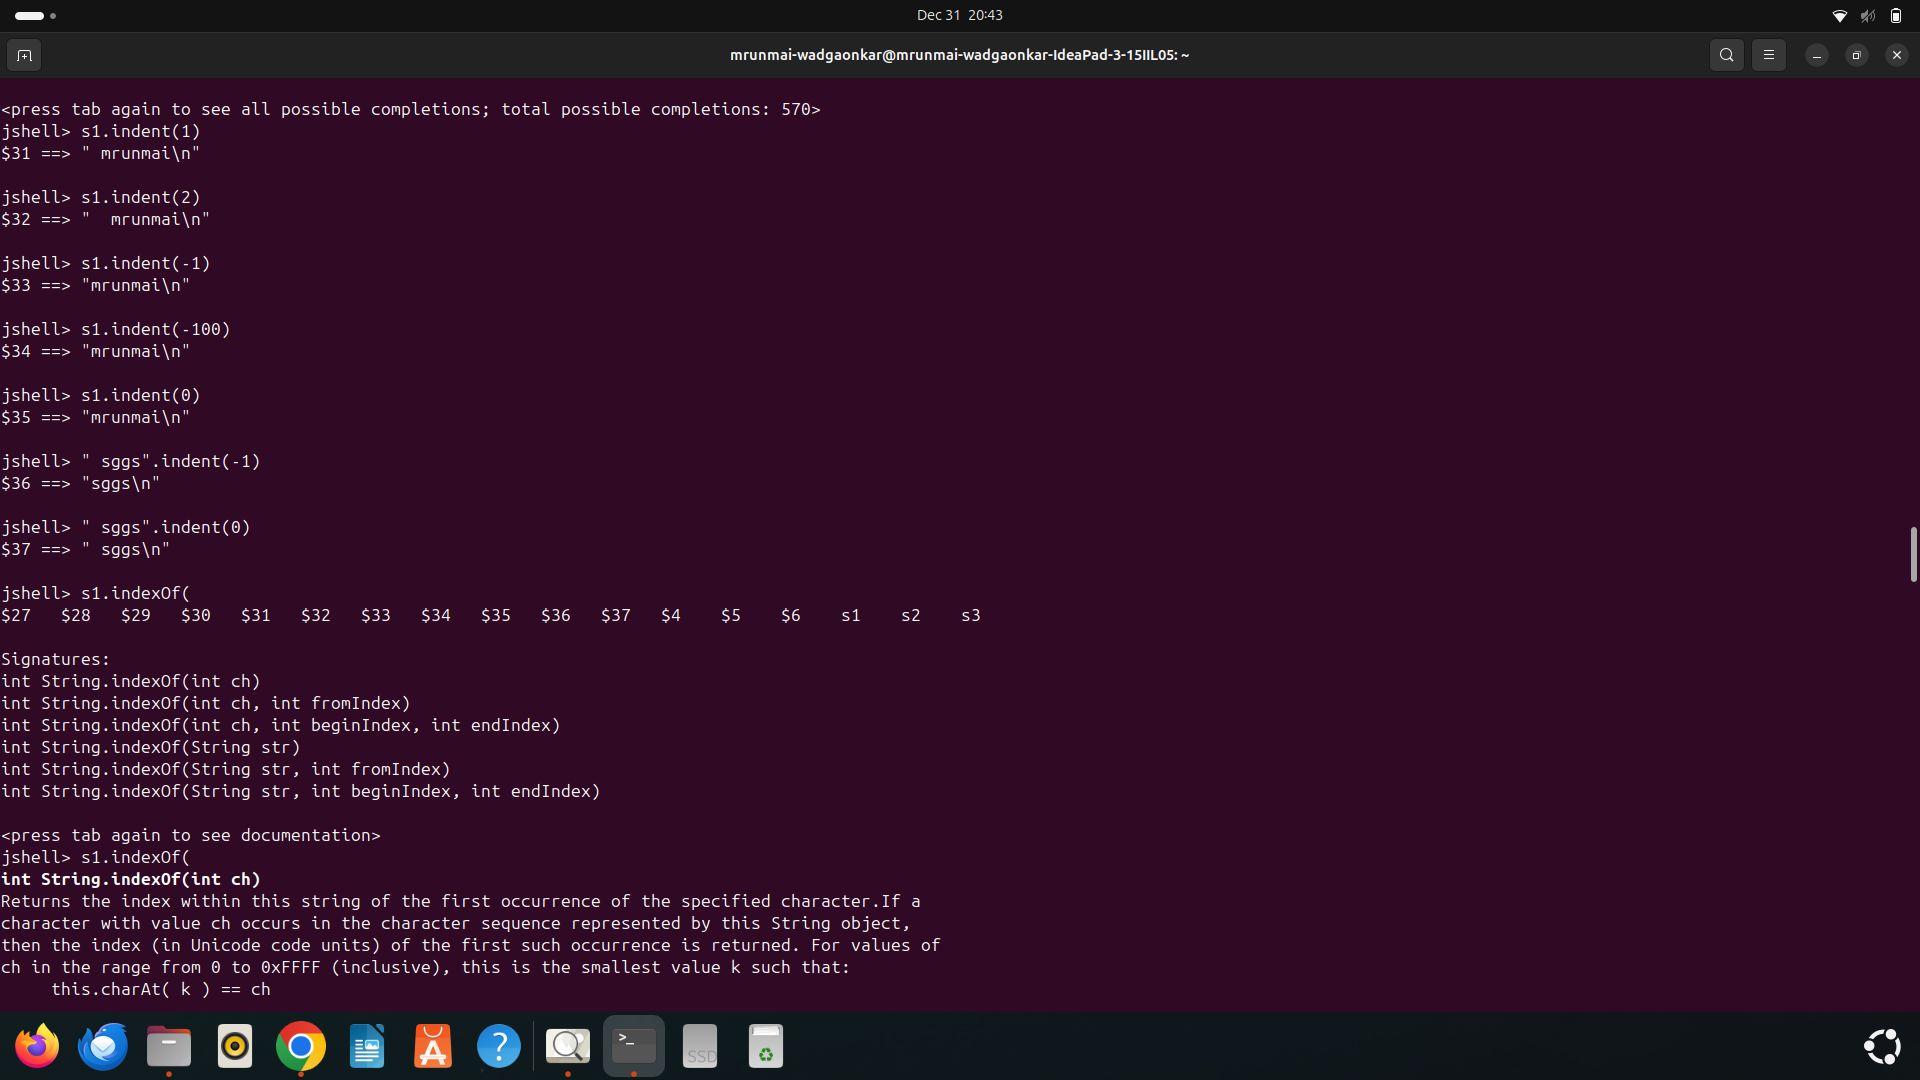 Dec 31 20:43
mrunmai-wadgaonkar@mrunmai-wadgaonkar-IdeaPad-3-15IIL05: ~
<press tab again to see all possible completions; total possible completions: 570>
jshell> s1.indent(1)
$31 ==> " mrunmai\n"
jshell> s1.indent(2)
$32 ==> "  mrunmai\n"
jshell> s1.indent(-1)
$33 ==> "mrunmai\n"
jshell> s1.indent(-100)
$34 ==> "mrunmai\n"
jshell> s1.indent(0)
$35 ==> "mrunmai\n"
jshell> " sggs".indent(-1)
$36 ==> "sggs\n"
jshell> " sggs".indent(0)
$37 ==> " sggs\n"
jshell> s1.indexOf(
$27   $28   $29   $30   $31   $32   $33   $34   $35   $36   $37   $4    $5    $6    s1    s2    s3
Signatures:
int String.indexOf(int ch)
int String.indexOf(int ch, int fromIndex)
int String.indexOf(int ch, int beginIndex, int endIndex)
int String.indexOf(String str)
int String.indexOf(String str, int fromIndex)
int String.indexOf(String str, int beginIndex, int endIndex)
<press tab again to see documentation>
jshell> s1.indexOf(
int String.indexOf(int ch)
Returns the index within this string of the first occurrence of the specified character.If a
character with value ch occurs in the character sequence represented by this String object,
then the index (in Unicode code units) of the first such occurrence is returned. For values of
ch in the range from 0 to 0xFFFF (inclusive), this is the smallest value k such that:
     this.charAt( k ) == ch
SSD